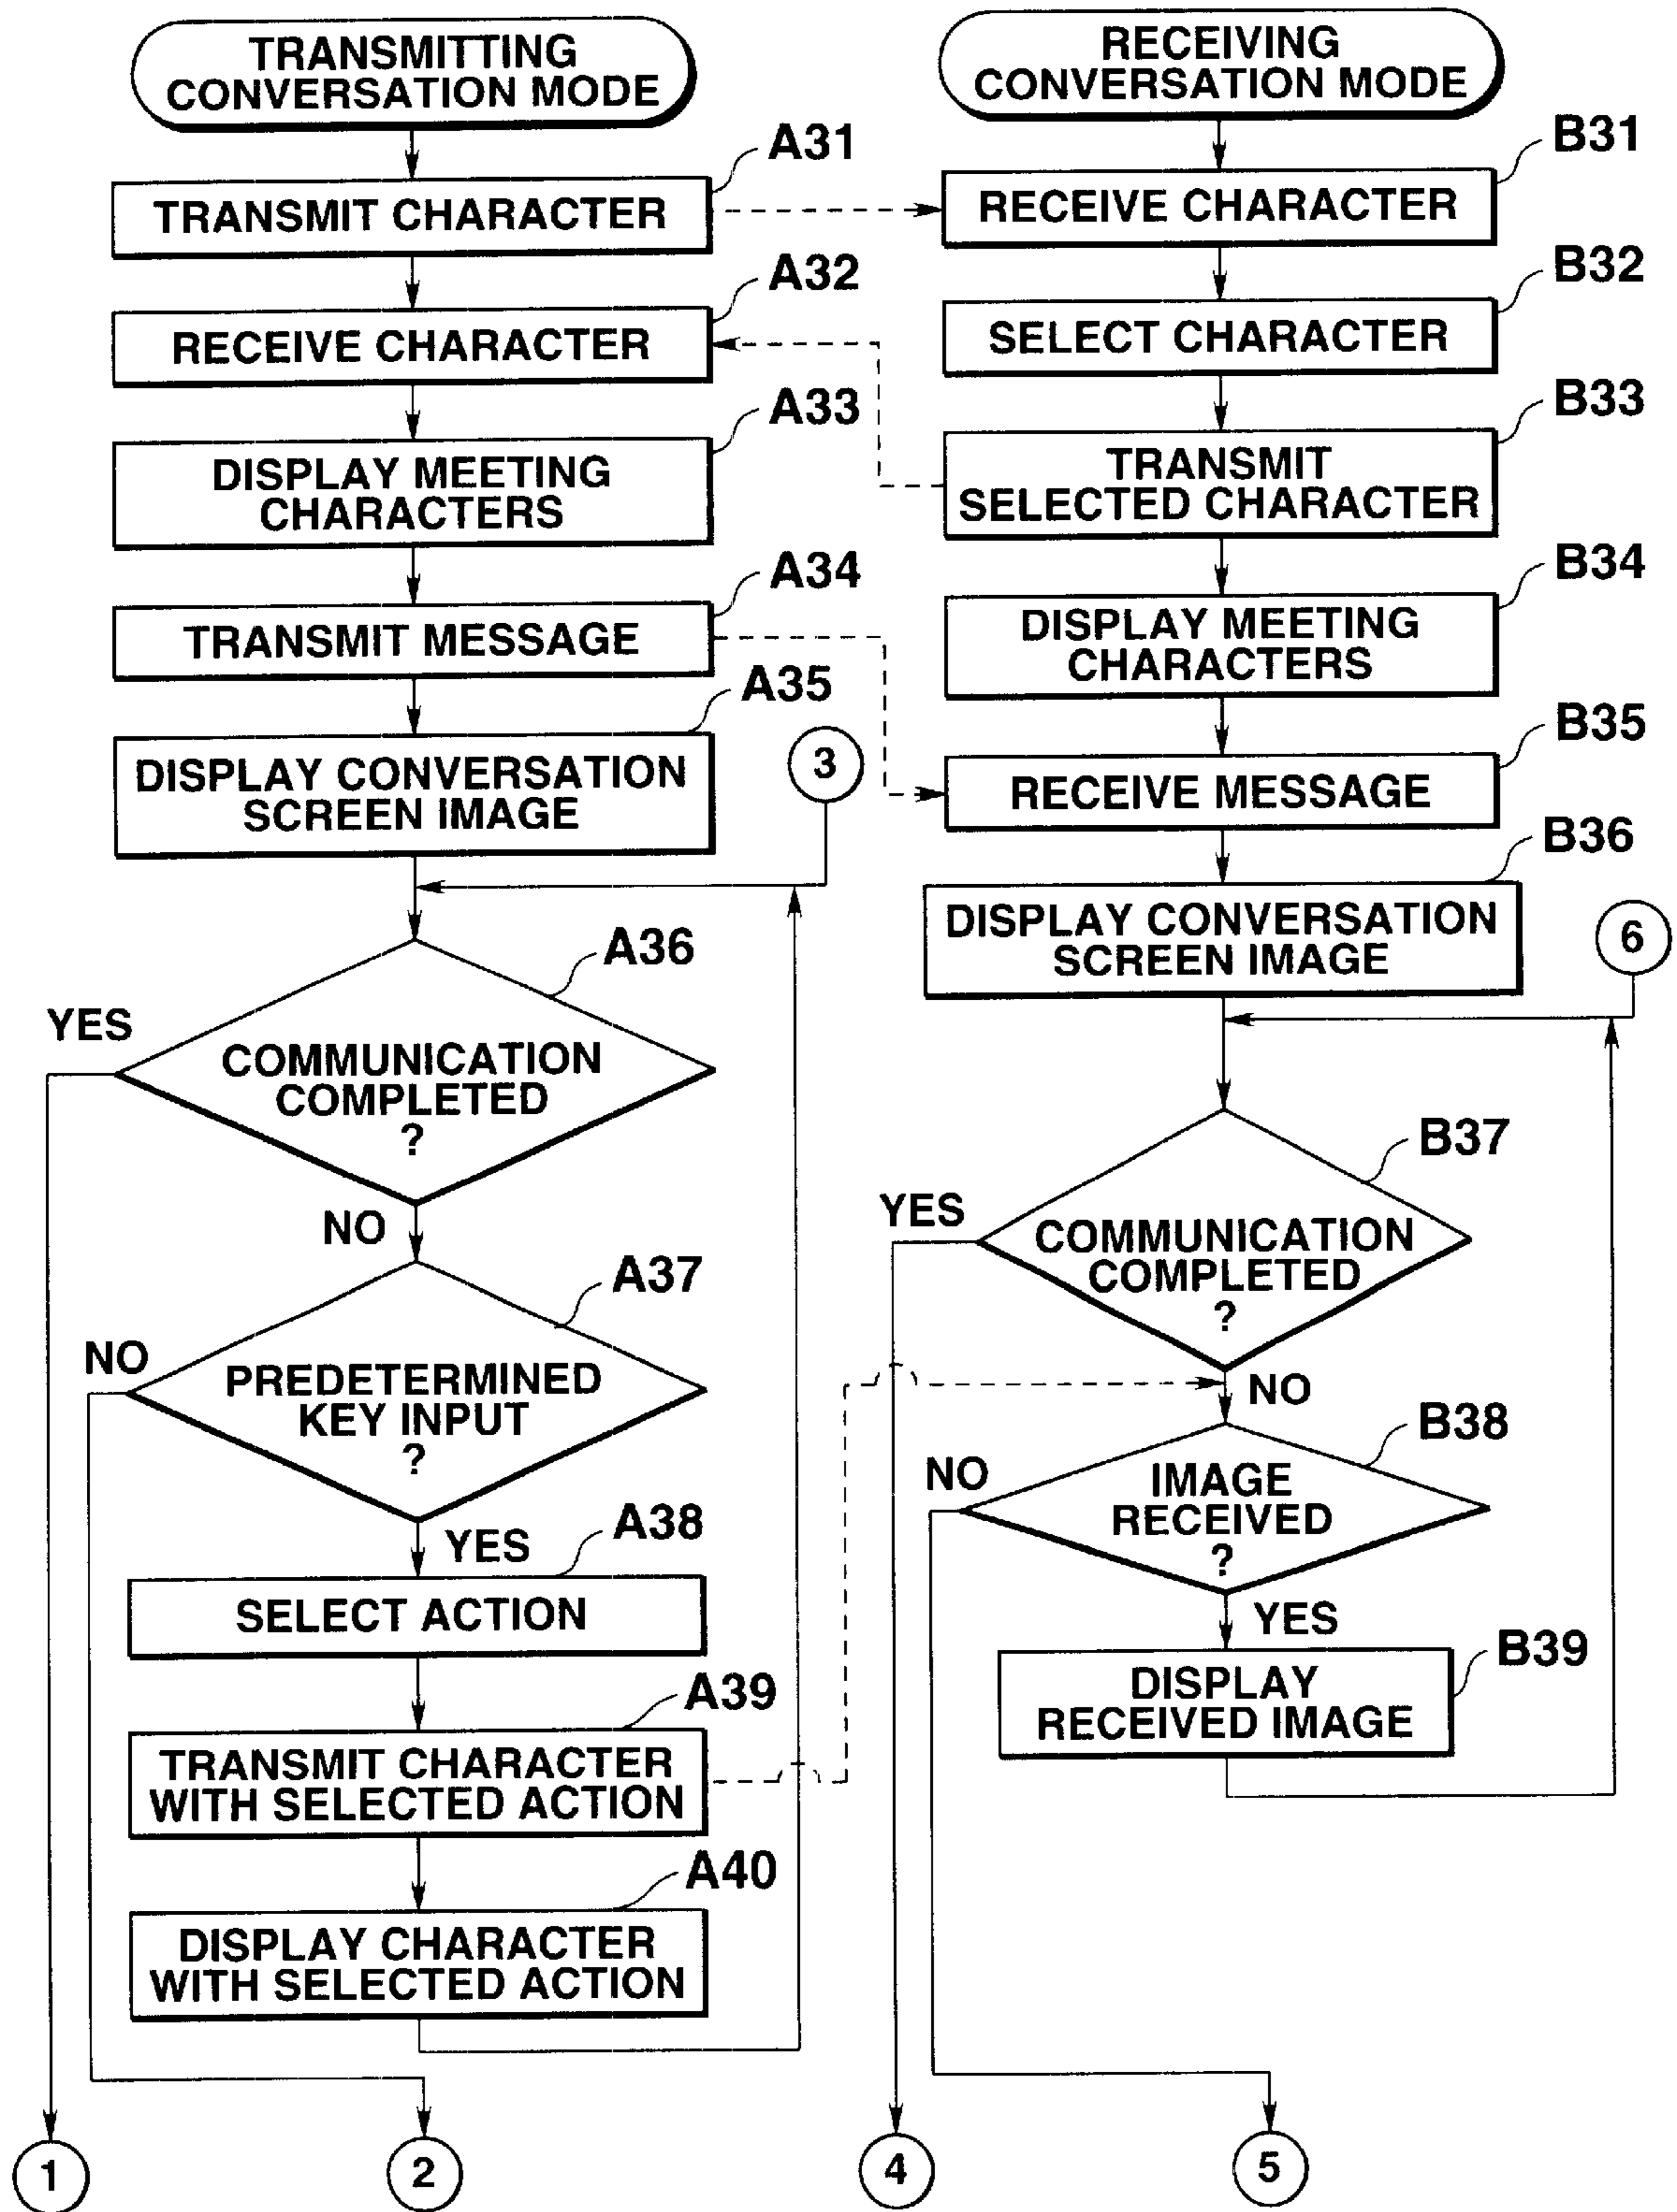 TRANSMITTING
CONVERSATION MODE
A31
TRANSMIT CHARACTER
A32
RECEIVE CHARACTER
A33
DISPLAY MEETING
CHARACTERS
A34
TRANSMIT MESSAGE
A35
DISPLAY CONVERSATION
SCREEN IMAGE
3
A36
YES
COMMUNICATION
COMPLETED
?
NO
A37
NO
PREDETERMINED
KEY INPUT
?
YES
A38
SELECT ACTION
A39
TRANSMIT CHARACTER
WITH SELECTED ACTION
A40
DISPLAY CHARACTER
WITH SELECTED ACTION
1
2
RECEIVING
CONVERSATION MODE
B31
RECEIVE CHARACTER
B32
SELECT CHARACTER
B33
TRANSMIT
SELECTED CHARACTER
B34
DISPLAY MEETING
CHARACTERS
B35
RECEIVE MESSAGE
B36
DISPLAY CONVERSATION
SCREEN IMAGE
6
B37
YES
COMMUNICATION
COMPLETED
?
NO
B38
NO
IMAGE
RECEIVED
?
YES
B39
DISPLAY
RECEIVED IMAGE
4
5